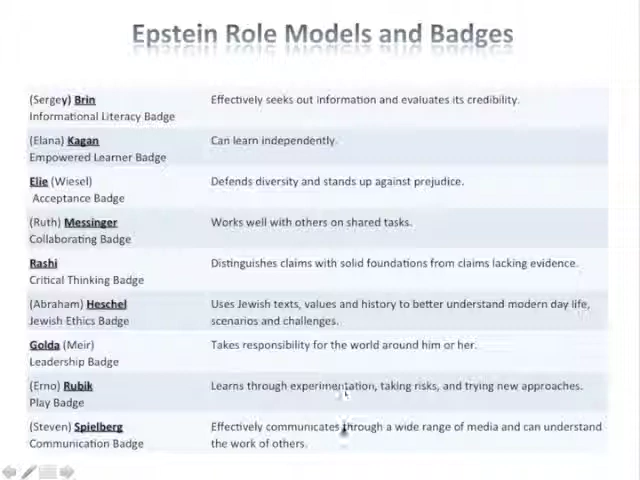 Epstein Role Models and Badges
(Sergey) Brin
Informational Literacy Badge
Effectively seeks out information and evaluates its credibility.
(Elana) Kagan
Empowered Learner Badge
Can learn independently.
Elie (Wiesel)
Acceptance Badge
Defends diversity and stands up against prejudice.
(Ruth) Messinger
Collaborating Badge
Works well with others on shared tasks.
Rashi
Critical Thinking Badge
Distinguishes claims with solid foundations from claims lacking evidence.
(Abraham) Heschel
Jewish Ethics Badge
Uses Jewish texts, values and history to better understand modern day life,
scenarios and challenges.
Golda (Meir)
Leadership Badge
Takes responsibility for the world around him or her.
(Erno) Rubik
Play Badge
Learns through experimentation, taking risks, and trying new approaches.
(Steven) Spielberg
Communication Badge
Effectively communicates through a wide range of media and can understand
the work of others.